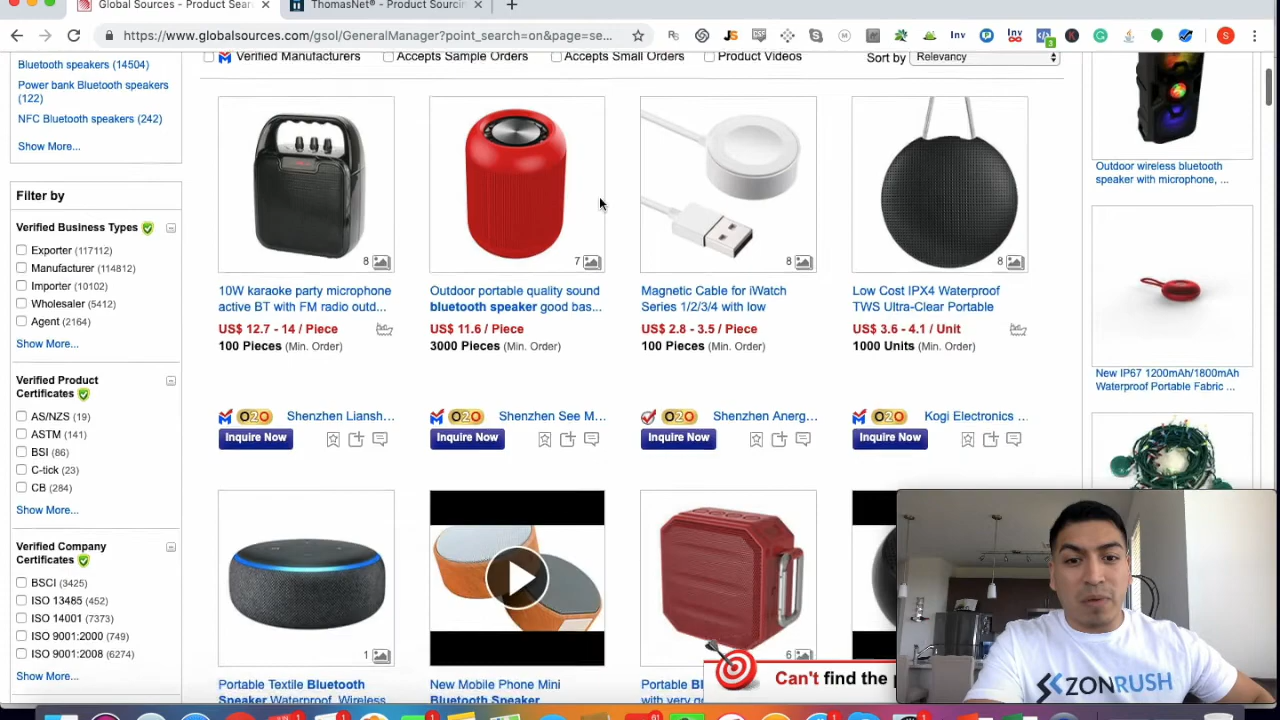 Global Sources - Product Sear
ThomasNet® - Product Sourcin
https://www.globalsources.com/gsol/GeneralManager?point_search=on&page=se...
Verified Manufacturers
Accepts Sample Orders
Accepts Small Orders
Product Videos
Sort by
Relevancy
Bluetooth speakers (14504)
Power bank Bluetooth speakers
(122)
NFC Bluetooth speakers (242)
Show More...
Filter by
Verified Business Types
Exporter (117112)
Manufacturer (114812)
Importer (10102)
Wholesaler (5412)
Agent (2164)
Show More...
Verified Product
Certificates
AS/NZS (19)
ASTM (141)
BSI (86)
C-tick (23)
CB (284)
Show More...
Verified Company
Certificates
BSCI (3425)
ISO 13485 (452)
ISO 14001 (7373)
ISO 9001:2000 (749)
ISO 9001:2008 (6274)
Show More...
8
10W karaoke party microphone
active BT with FM radio outd...
US$ 12.7 - 14 / Piece
100 Pieces (Min. Order)
O2O
Shenzhen Liansh...
Inquire Now
7
Outdoor portable quality sound
bluetooth speaker good bas...
US$ 11.6 / Piece
3000 Pieces (Min. Order)
O2O
Shenzhen See M...
Inquire Now
8
Magnetic Cable for iWatch
Series 1/2/3/4 with low
US$ 2.8 - 3.5 / Piece
100 Pieces (Min. Order)
O2O
Shenzhen Anerg...
Inquire Now
8
Low Cost IPX4 Waterproof
TWS Ultra-Clear Portable
US$ 3.6 - 4.1 / Unit
1000 Units (Min. Order)
O2O
Kogi Electronics ...
Inquire Now
Outdoor wireless bluetooth
speaker with microphone, ...
New IP67 1200mAh/1800mAh
Waterproof Portable Fabric ...
1
Portable Textile Bluetooth
Speaker Waterproof, Wireless
New Mobile Phone Mini
Bluetooth Speaker
6
Portable
with very
Can't find the
ZONRUSH